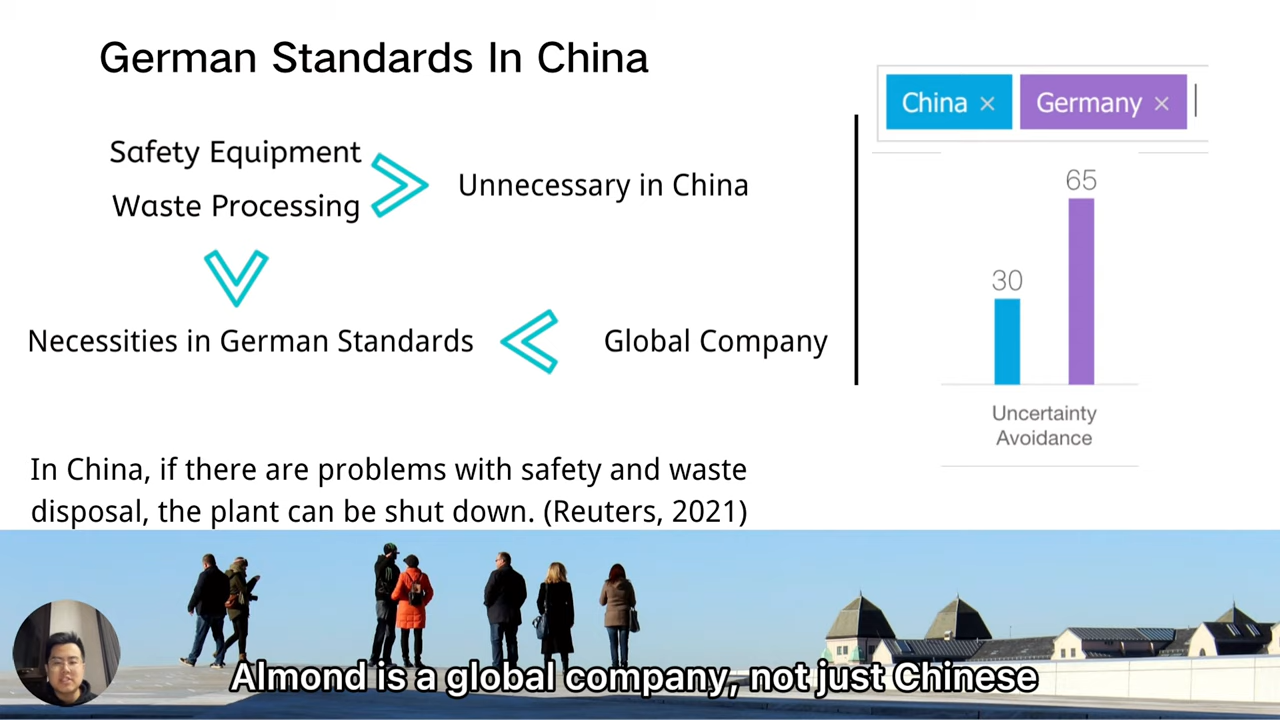 German Standards In China
Safety Equipment
Waste Processing
Unnecessary in China
Necessities in German Standards
Global Company
In China, if there are problems with safety and waste
disposal, the plant can be shut down. (Reuters, 2021)
China ×
Germany ×
65
30
Uncertainty
Avoidance
Almond is a global company, not just Chinese